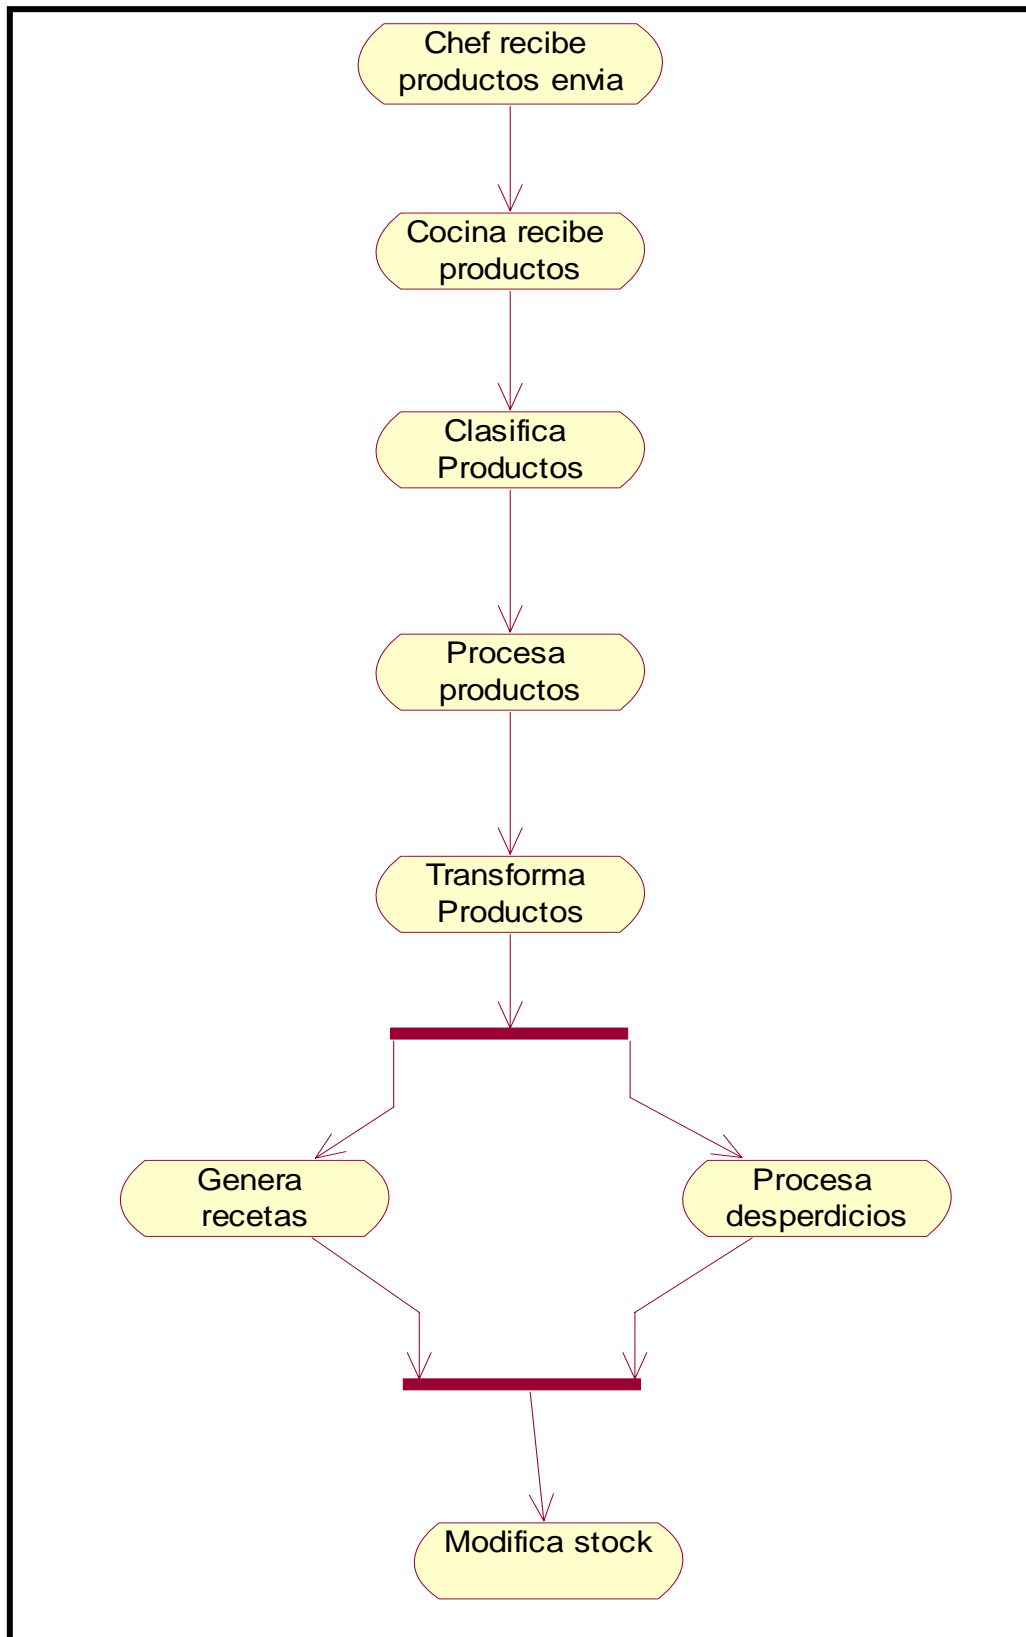 Chef recibe
productos envia
Cocina recibe
productos
Clasifica
Productos
Procesa
productos
Transforma
Productos
Genera
recetas
Procesa
desperdicios
Modifica stock